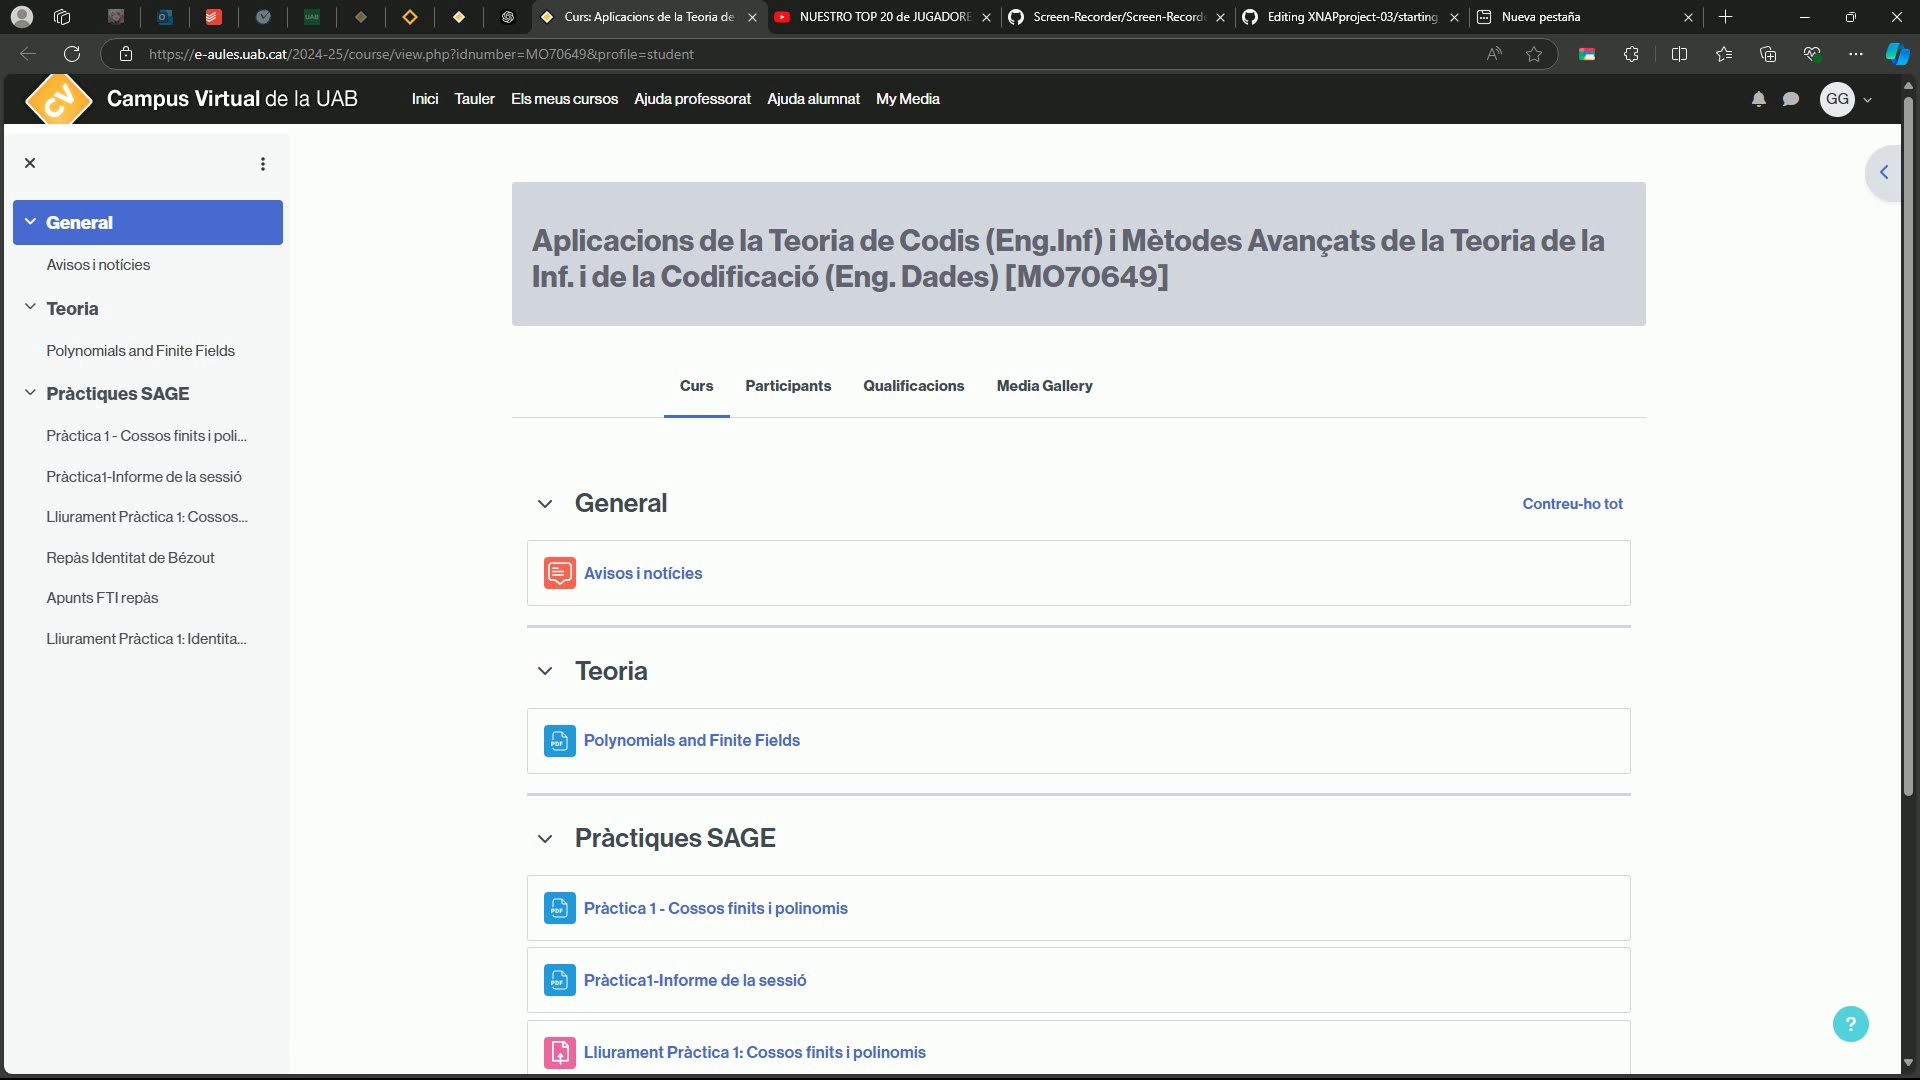 Curs: Aplicacions de la Teoria de
NUESTRO TOP 20 de JUGADORE
Screen-Recorder/Screen-Record
Editing XNAPproject-03/starting
Nueva pestaña
https://e-aules.uab.cat/2024-25/course/view.php?idnumber=MO70649&profile=student
Campus Virtual de la UAB
Inici
Tauler
Els meus cursos
Ajuda professorat
Ajuda alumnat
My Media
GG
General
Avisos i notícies
Teoria
Polynomials and Finite Fields
Pràctiques SAGE
Pràctica 1 - Cossos finits i poli...
Pràctica1-Informe de la sessió
Lliurament Pràctica 1: Cossos...
Repàs Identitat de Bézout
Apunts FTI repàs
Lliurament Pràctica 1: Identita...
Aplicacions de la Teoria de Codis (Eng.Inf) i Mètodes Avançats de la Teoria de la
Inf. i de la Codificació (Eng. Dades) [MO70649]
Curs
Participants
Qualificacions
Media Gallery
General
Contreu-ho tot
Avisos i notícies
Teoria
PDF
Polynomials and Finite Fields
Pràctiques SAGE
PDF
Pràctica 1 - Cossos finits i polinomis
PDF
Pràctica1-Informe de la sessió
Lliurament Pràctica 1: Cossos finits i polinomis
?